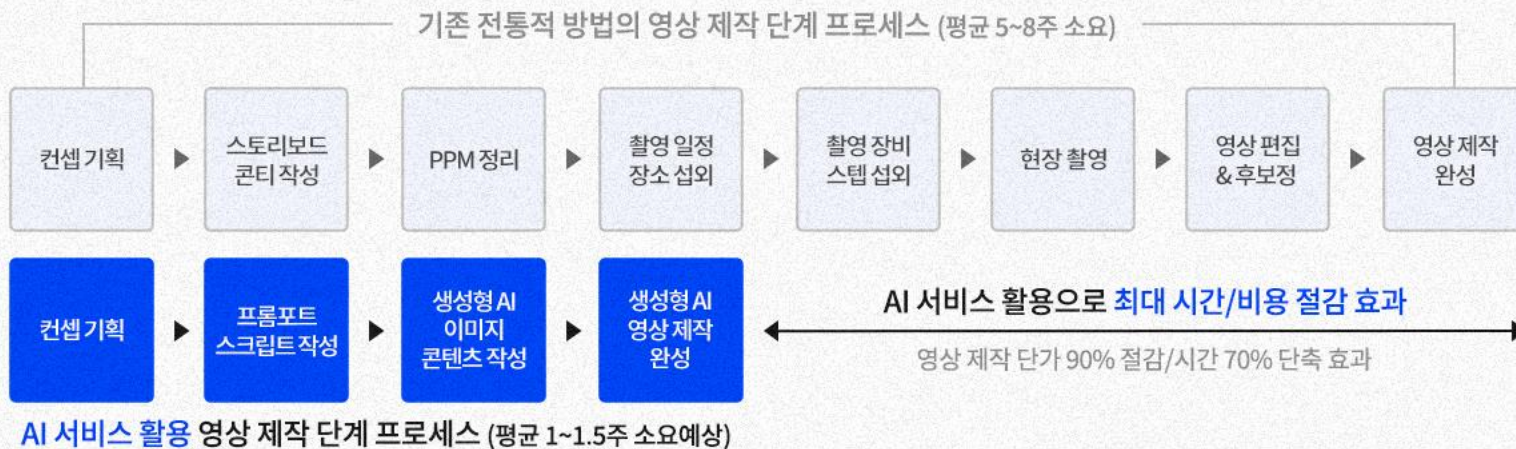 기존 전통적 방법의 영상 제작 단계 프로세스 (평균 5~8주 소요)
컨셉 기획
스토리보드
콘티 작성
PPM 정리
촬영 일정
장소 섭외
촬영 장비
스텝 섭외
현장 촬영
영상 편집
& 후보정
영상 제작
완성
컨셉 기획
프롬포트
스크립트 작성
생성형 AI
이미지
콘텐츠 작성
생성형 AI
영상 제작
완성
AI 서비스 활용으로 최대 시간/비용 절감 효과
영상 제작 단가 90% 절감/시간 70% 단축 효과
AI 서비스 활용 영상 제작 단계 프로세스 (평균 1~1.5주 소요예상)